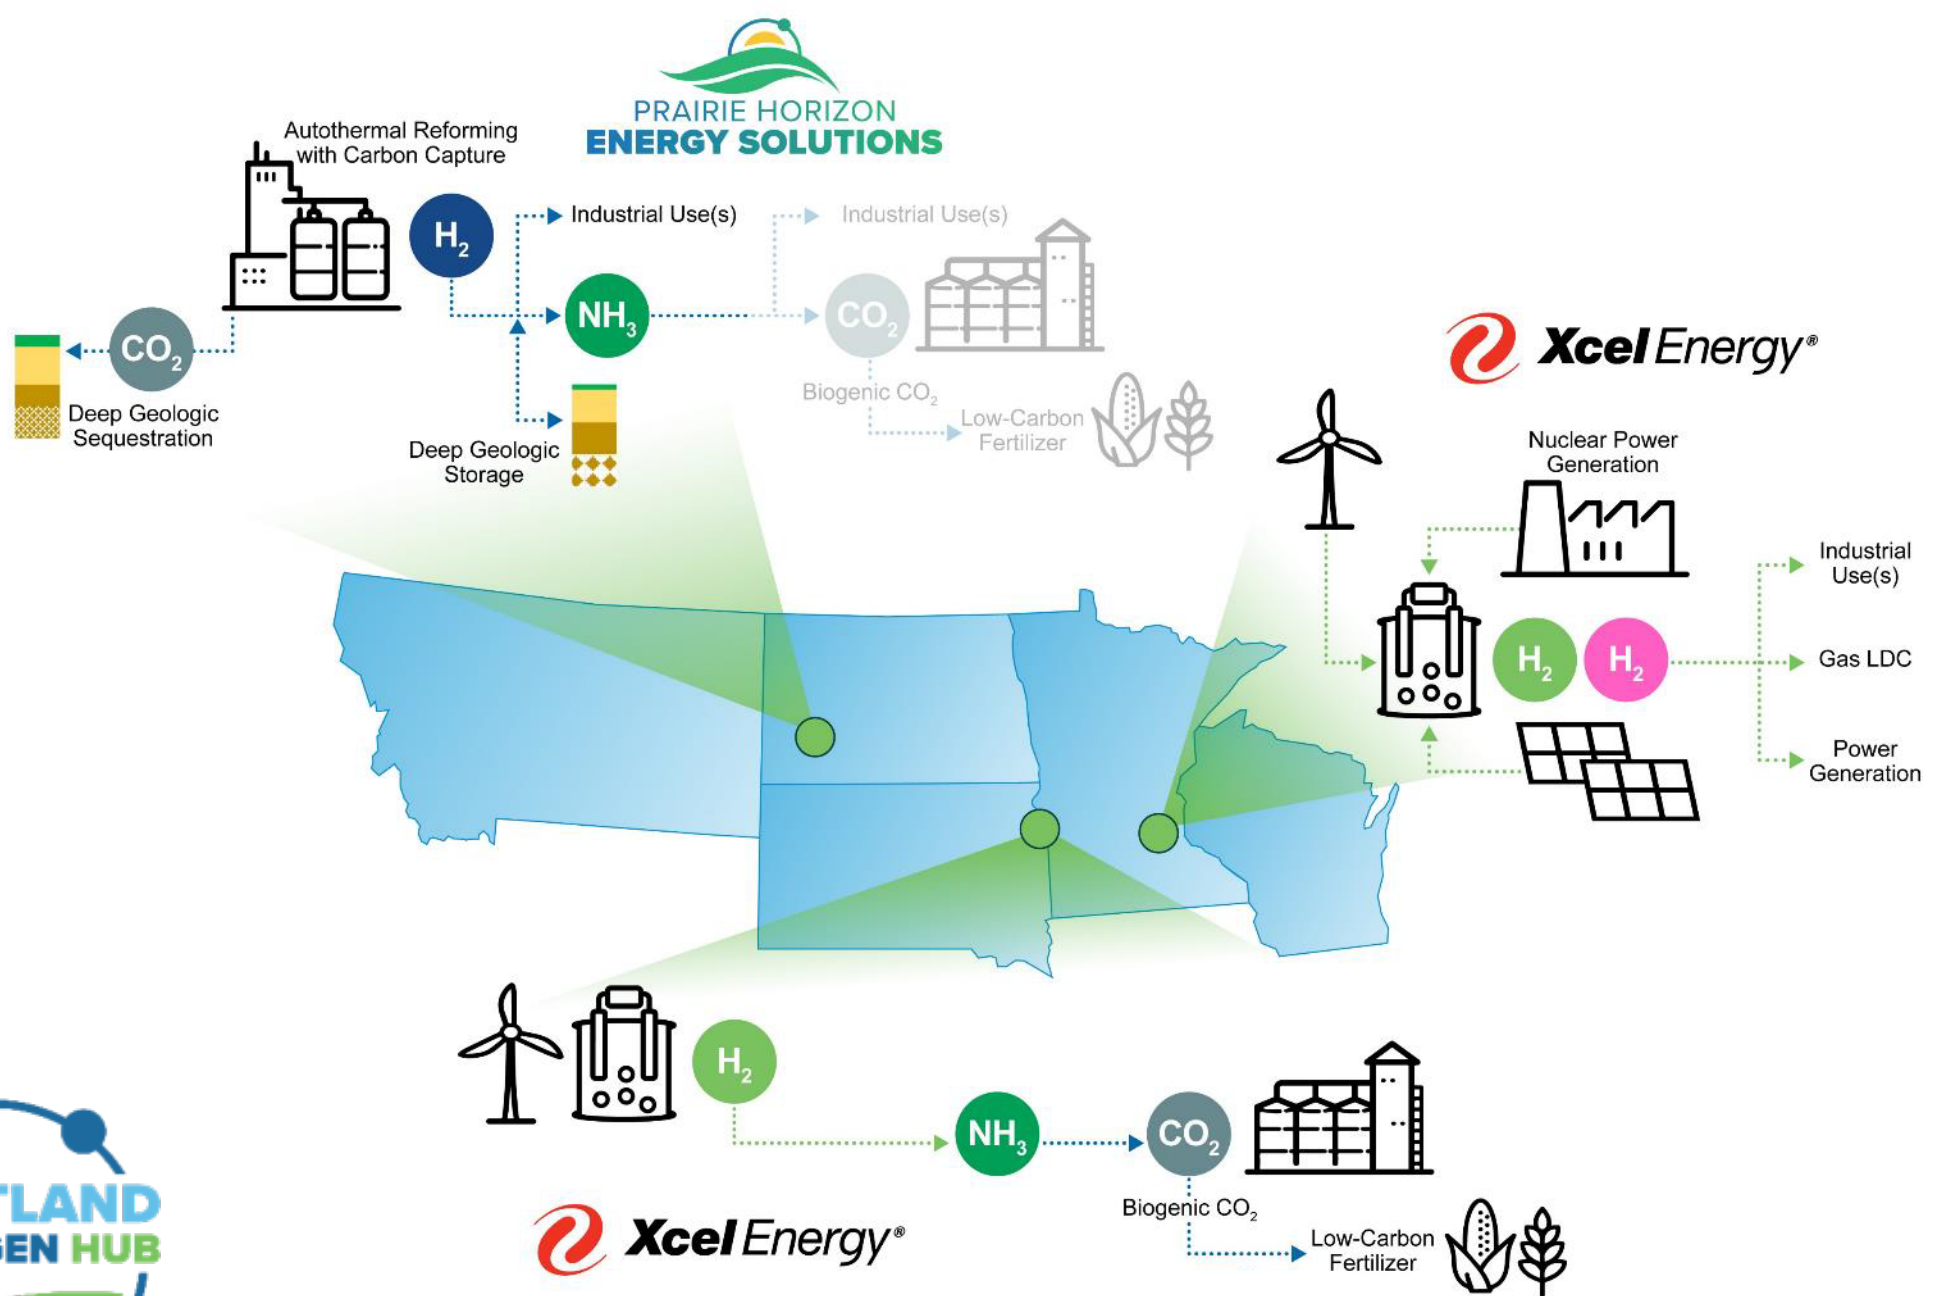 PRAIRIE HORIZON
ENERGY SOLUTIONS
Autothermal Reforming
with Carbon Capture
H2
Industrial Use(s)
Industrial Use(s)
NH3
CO2
CO2
Deep Geologic
Sequestration
Deep Geologic
Storage
Biogenic CO2
Low-Carbon
Fertilizer
Xcel Energy®
Nuclear Power
Generation
Industrial
Use(s)
H2
H2
Gas LDC
Power
Generation
H2
NH3
CO2
Biogenic CO2
Low-Carbon
Fertilizer
Xcel Energy®
TLAND
GEN HUB